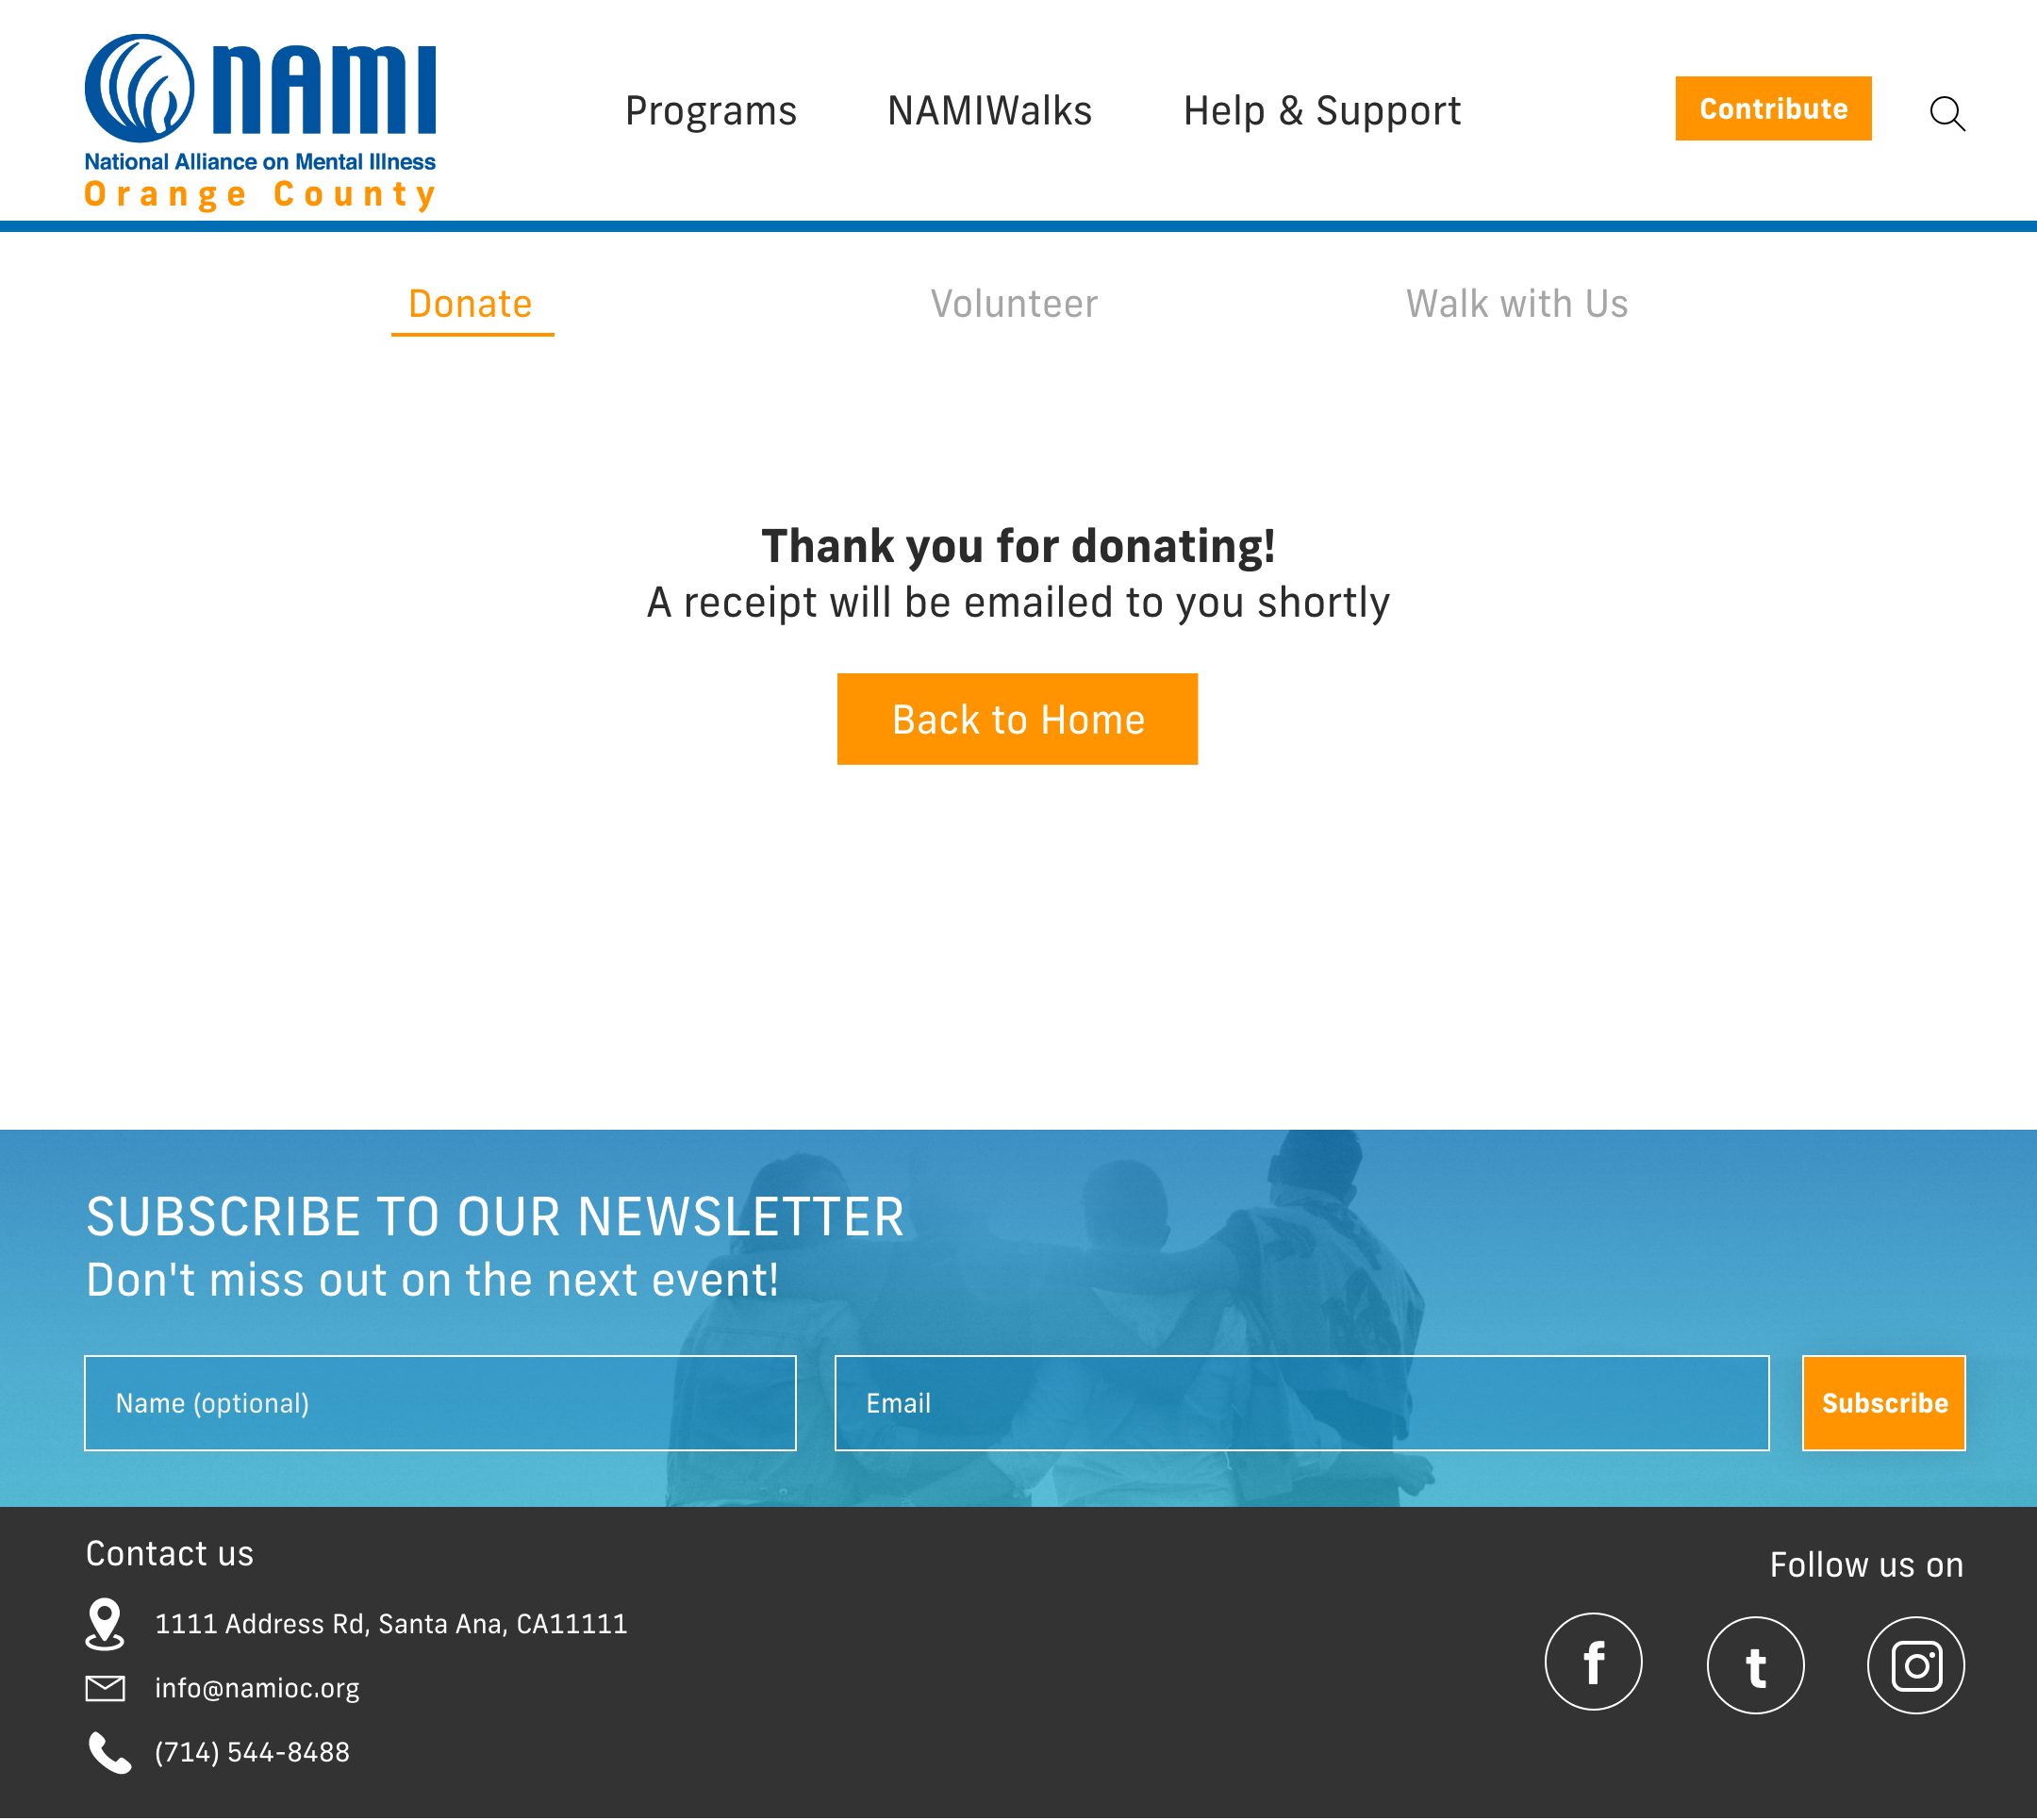 NAMI
National Alliance on Mental Illness
Orange County
Programs
NAMIWalks
Help & Support
Contribute
Donate
Volunteer
Walk with Us
Thank you for donating!
A receipt will be emailed to you shortly
Back to Home
SUBSCRIBE TO OUR NEWSLETTER
Don't miss out on the next event!
Name (optional)
Email
Subscribe
Contact us
1111 Address Rd, Santa Ana, CA11111
info@namioc.org
(714) 544-8488
Follow us on
f
t